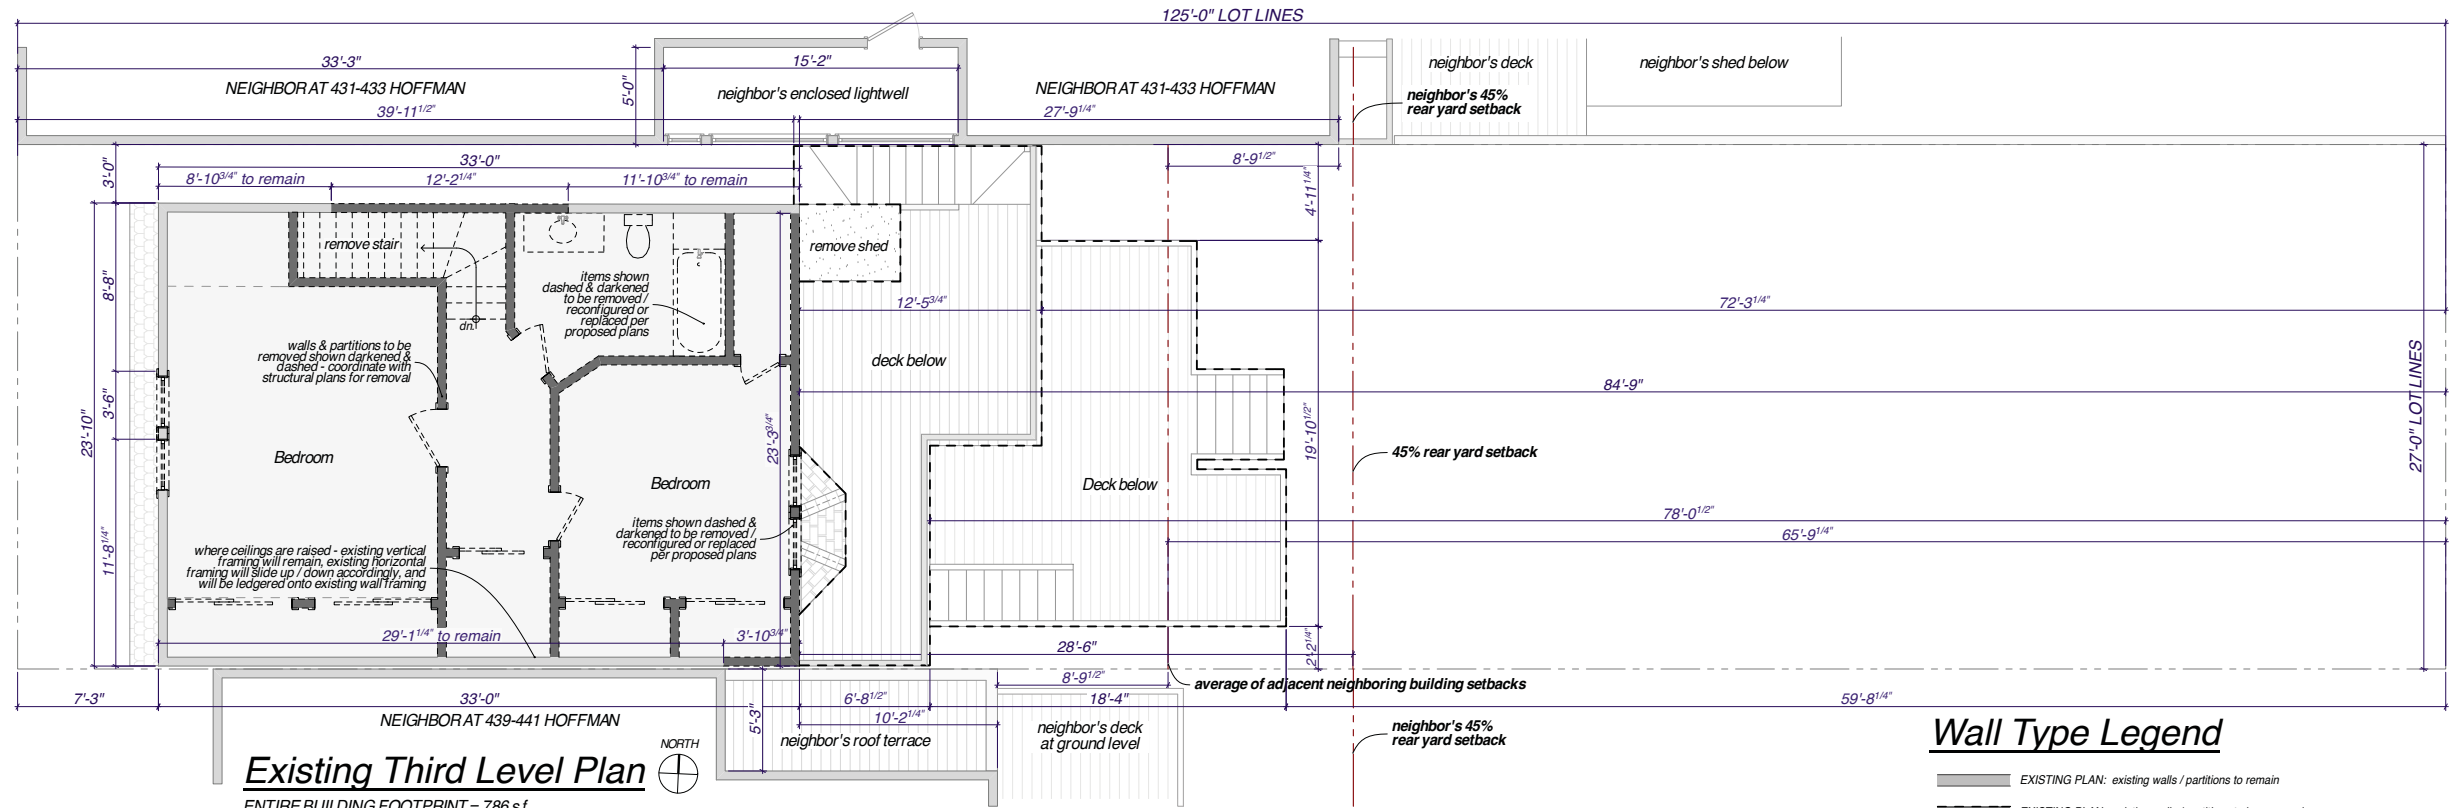 125'-0" LOT LINES
33'-3"
15'-2"
NEIGHBOR AT 431-433 HOFFMAN
5'-0"
neighbor's enclosed lightwell
NEIGHBOR AT 431-433 HOFFMAN
neighbor's deck
neighbor's shed below
39'-11 1/2"
27'-9 1/4"
neighbor's 45%
rear yard setback
3'-0"
33'-0"
8'-9 1/2"
8'-10 3/4" to remain
12'-2 1/4"
11'-10 3/4" to remain
4'-11 1/4"
remove stair
remove shed
items shown
dashed & darkened
to be removed /
reconfigured or
replaced per
proposed plans
8'-8"
12'-5 3/4"
72'-3 1/4"
dn.
walls & partitions to be
removed shown darkened &
dashed - coordinate with
structural plans for removal
deck below
84'-9"
27'-0" LOT LINES
3'-6"
23'-10"
23'-3 3/4"
19'-10 1/2"
Bedroom
Bedroom
Deck below
45% rear yard setback
78'-0 1/2"
65'-9 1/4"
items shown dashed &
darkened to be removed /
reconfigured or replaced
per proposed plans
11'-8 1/4"
where ceilings are raised - existing vertical
framing will remain, existing horizontal
framing will slide up / down accordingly, and
will be ledgered onto existing wall framing
29'-1 1/4" to remain
3'-10 3/4"
28'-6"
2'-2 1/4"
8'-9 1/2"
average of adjacent neighboring building setbacks
7'-3"
33'-0"
6'-8 1/2"
18'-4"
59'-8 1/4"
NEIGHBOR AT 439-441 HOFFMAN
5'-3"
10'-2 1/4"
neighbor's roof terrace
neighbor's deck
at ground level
neighbor's 45%
rear yard setback
NORTH
Existing Third Level Plan
ENTIRE BUILDING FOOTPRINT = 786 s.f.
Wall Type Legend
EXISTING PLAN: existing walls / partitions to remain